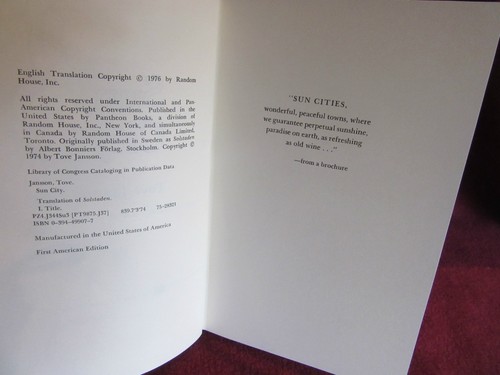 English Translation Copyright © 1976 by Random
House, Inc.
All rights reserved under International and Pan-
American Copyright Conventions. Published in the
United States by Pantheon Books, a division of
Random House, Inc., New York, and simultaneously
in Canada by Random House of Canada Limited,
Toronto. Originally published in Sweden as Solstaden
by Albert Bonniers Förlag, Stockholm. Copyright ©
1974 by Tove Jansson.
Library of Congress Cataloging in Publication Data
Jansson, Tove.
Sun City.
Translation of Solstaden.
I. Title.
PZ4.J3448Su3 [PT9875.J37] 839.7'3'74
ISBN 0-394-49907-2
Manufactured in the United States of America
First American Edition
"SUN CITIES,
wonderful, peaceful towns, where
we guarantee perpetual sunshine,
paradise on earth, as refreshing
as old wine . . ."
—from a brochure